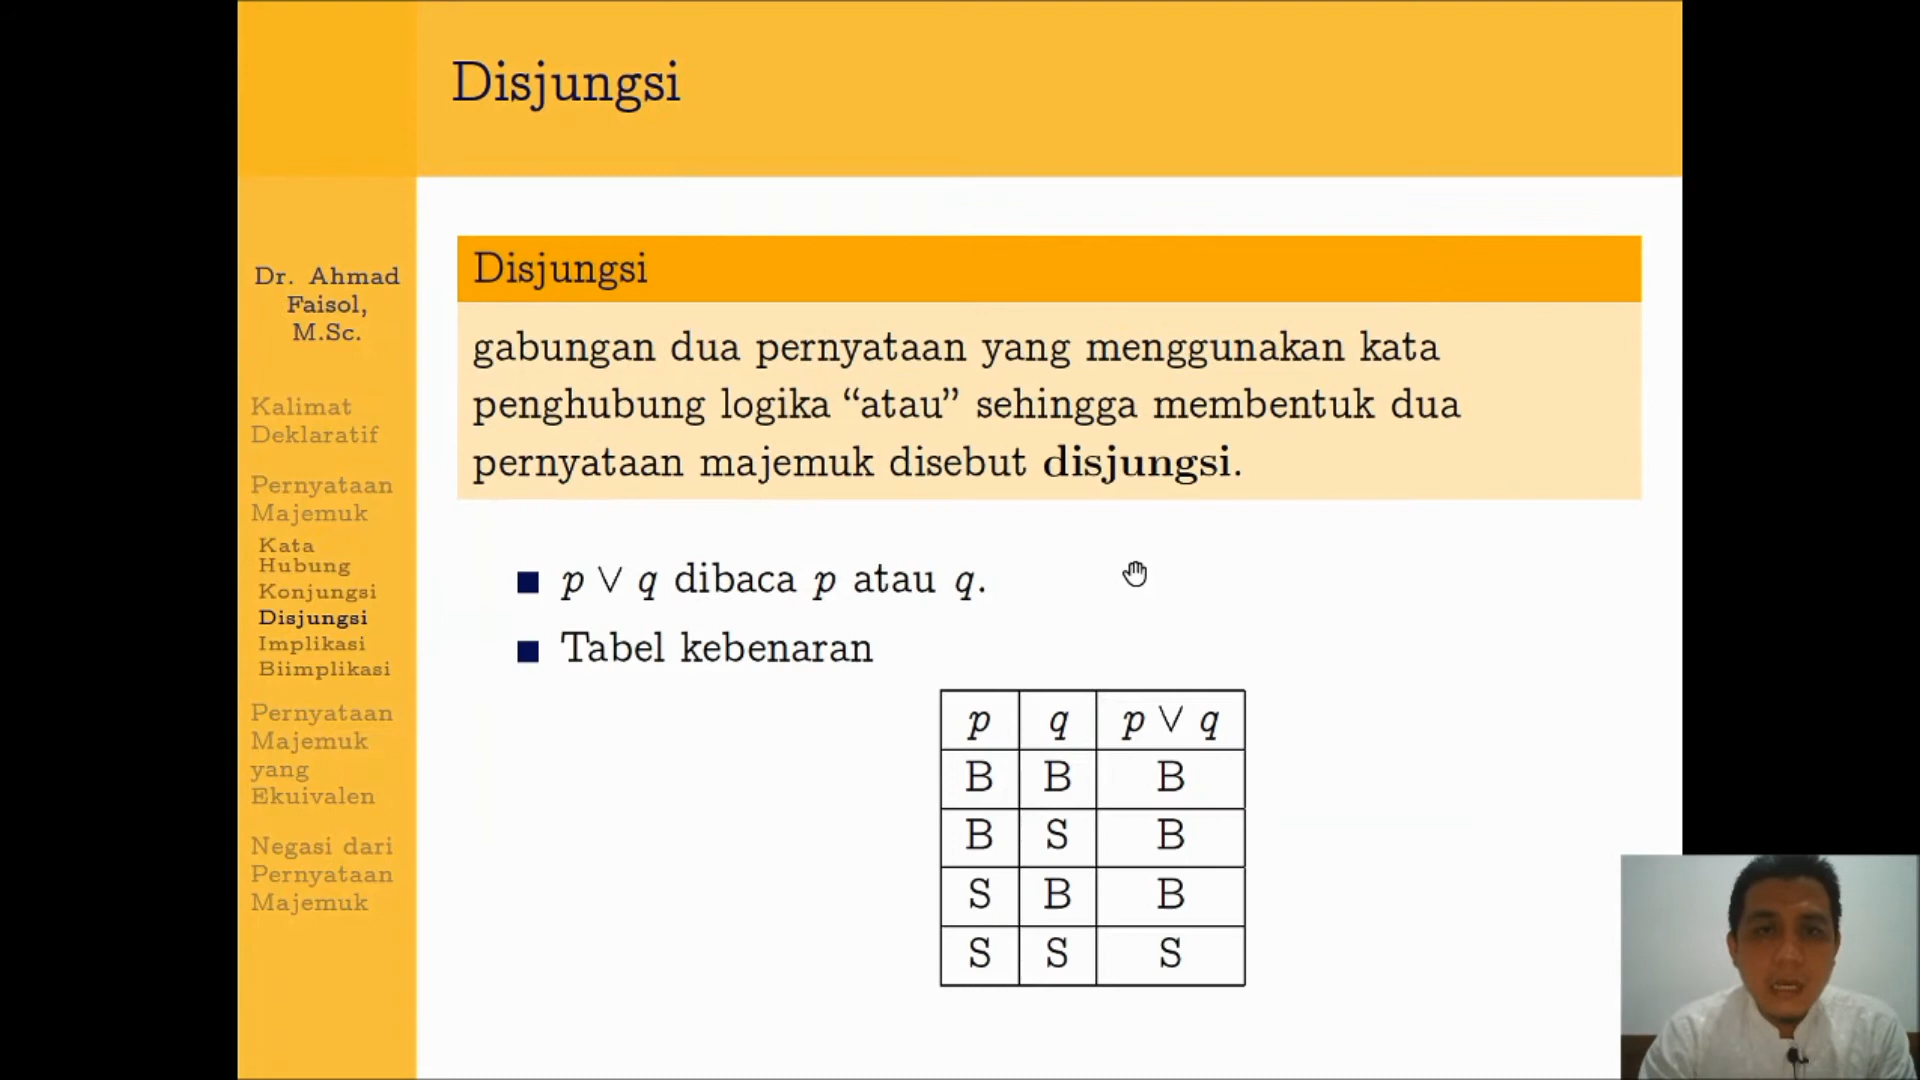 Disjungsi
Dr. Ahmad
Faisol,
M.Sc.
Kalimat
Deklaratif
Pernyataan
Majemuk
Kata
Hubung
Konjungsi
Disjungsi
Implikasi
Biimplikasi
Pernyataan
Majemuk
yang
Ekuivalen
Negasi dari
Pernyataan
Majemuk
Disjungsi
gabungan dua pernyataan yang menggunakan kata
penghubung logika “atau” sehingga membentuk dua
pernyataan majemuk disebut disjungsi.
p ∨ q dibaca p atau q.
Tabel kebenaran
p q p ∨ q
B B B
B S B
S B B
S S S